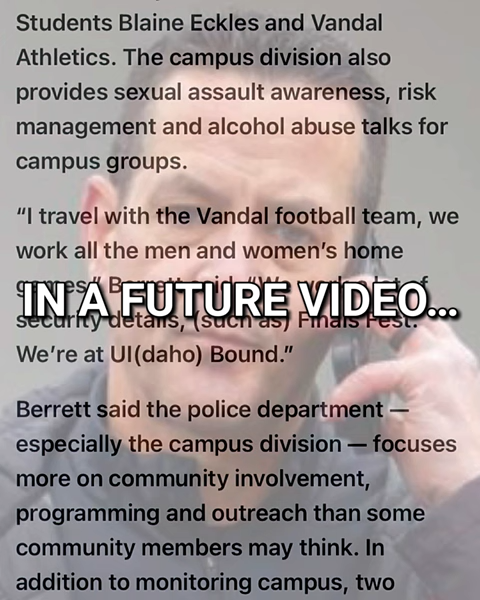 Students Blaine Eckles and Vandal
Athletics. The campus division also
provides sexual assault awareness, risk
management and alcohol abuse talks for
campus groups.
“I travel with the Vandal football team, we
work all the men and women’s home
IN A FUTURE VIDEO...
security details, (such as) Finals Fest.
We’re at UI(daho) Bound.”
Berrett said the police department —
especially the campus division — focuses
more on community involvement,
programming and outreach than some
community members may think. In
addition to monitoring campus, two